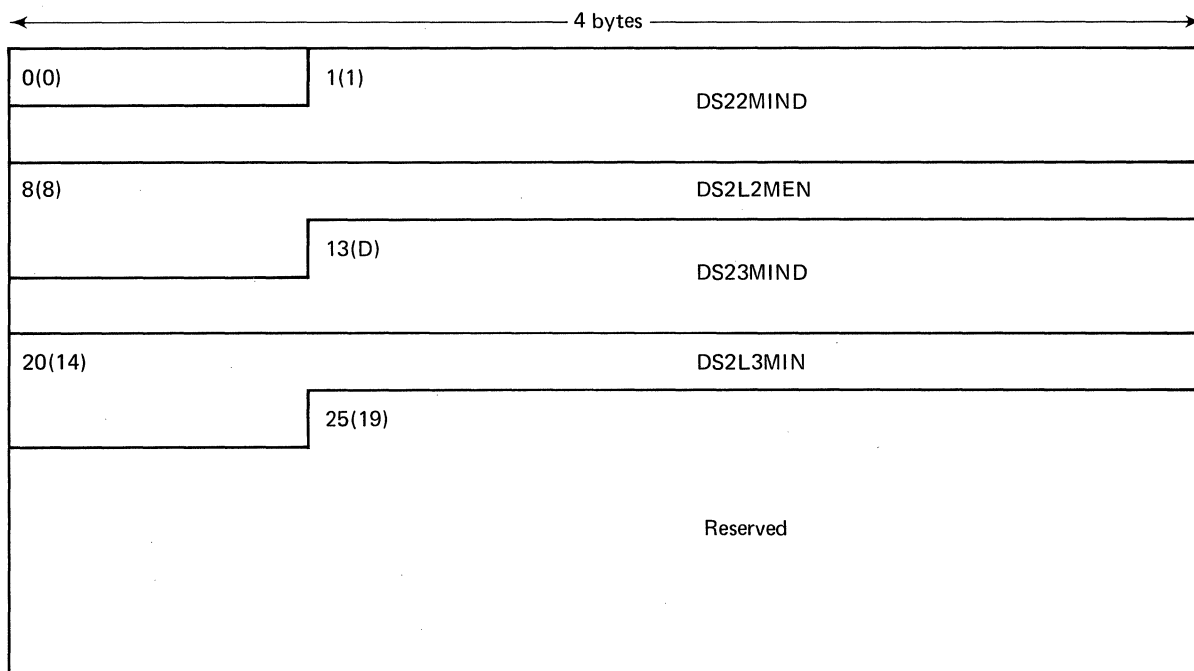 4 bytes
0(0) 1(1)
DS22MIND
8(8) DS2L2MEN
13(D)
DS23MIND
20(14) DS2L3MIN
25(19)
Reserved